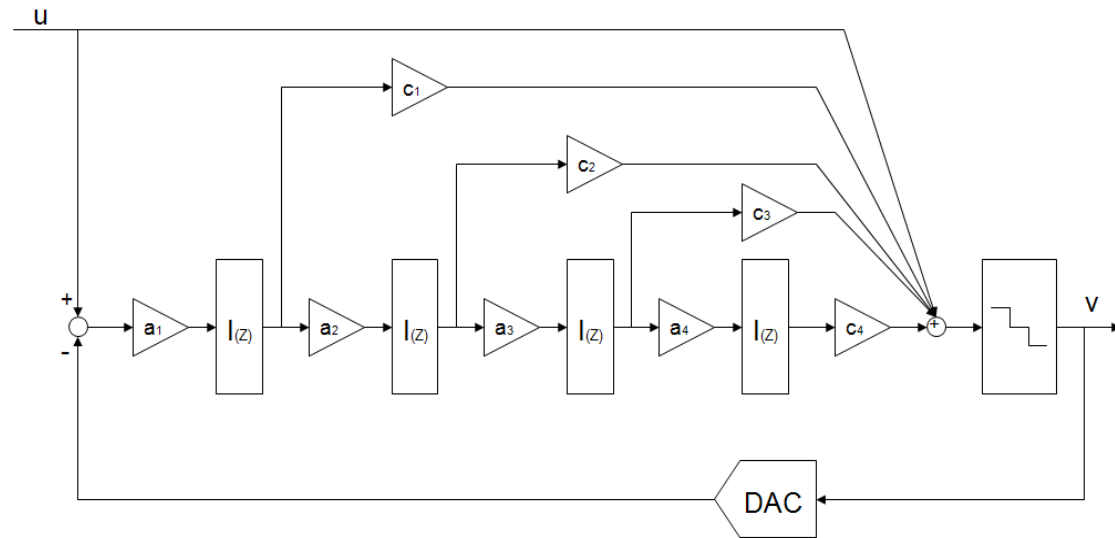 u
c1
c2
c3
+
a1
I(Z)
a2
I(Z)
a3
I(Z)
a4
I(Z)
c4
+
v
-
DAC